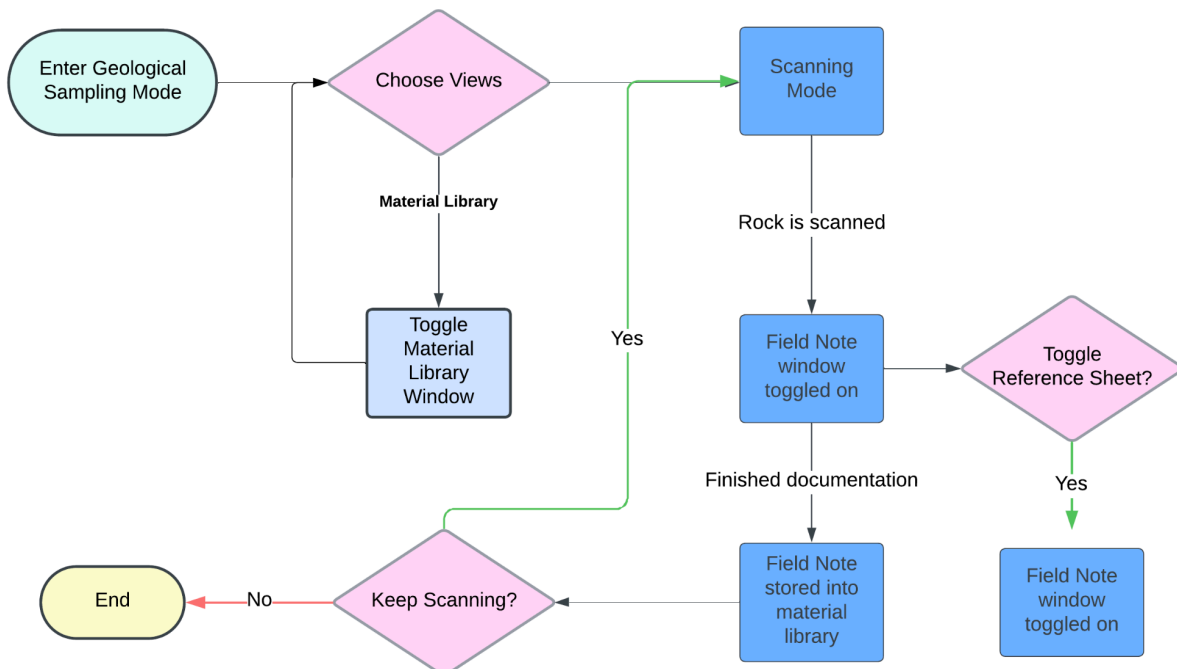 Enter Geological
Sampling Mode
Choose Views
Scanning
Mode
Material Library
Rock is scanned
Toggle
Material
Library
Window
Yes
Field Note
window
toggled on
Toggle
Reference Sheet?
Finished documentation
Yes
End
No
Keep Scanning?
Field Note
stored into
material
library
Field Note
window
toggled on